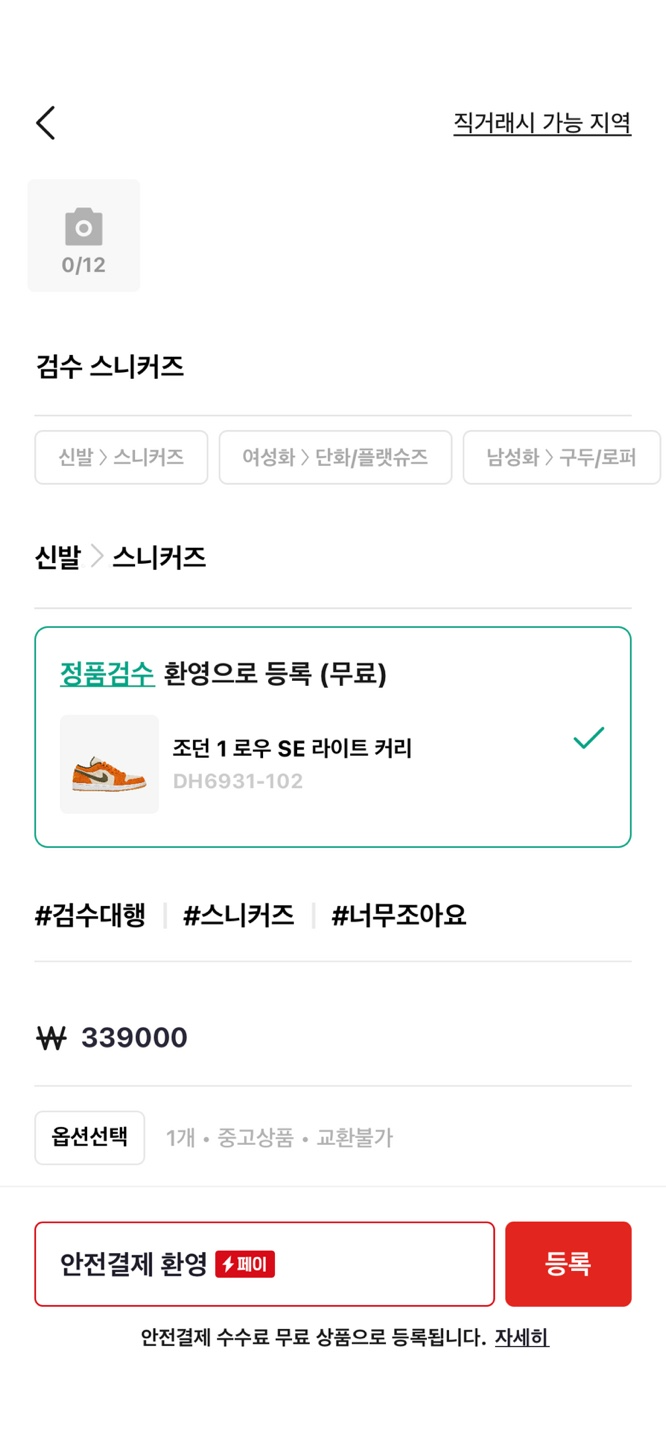 직거래시 가능 지역
0/12
검수 스니커즈
신발 > 스니커즈
여성화 > 단화/플랫슈즈
남성화 > 구두/로퍼
신발 > 스니커즈
정품검수 환영으로 등록 (무료)
조던 1 로우 SE 라이트 커리
DH6931-102
#검수대행 | #스니커즈 | #너무조아요
₩ 339000
옵션선택 1개 • 중고상품 • 교환불가
안전결제 환영 페이
등록
안전결제 수수료 무료 상품으로 등록됩니다. 자세히